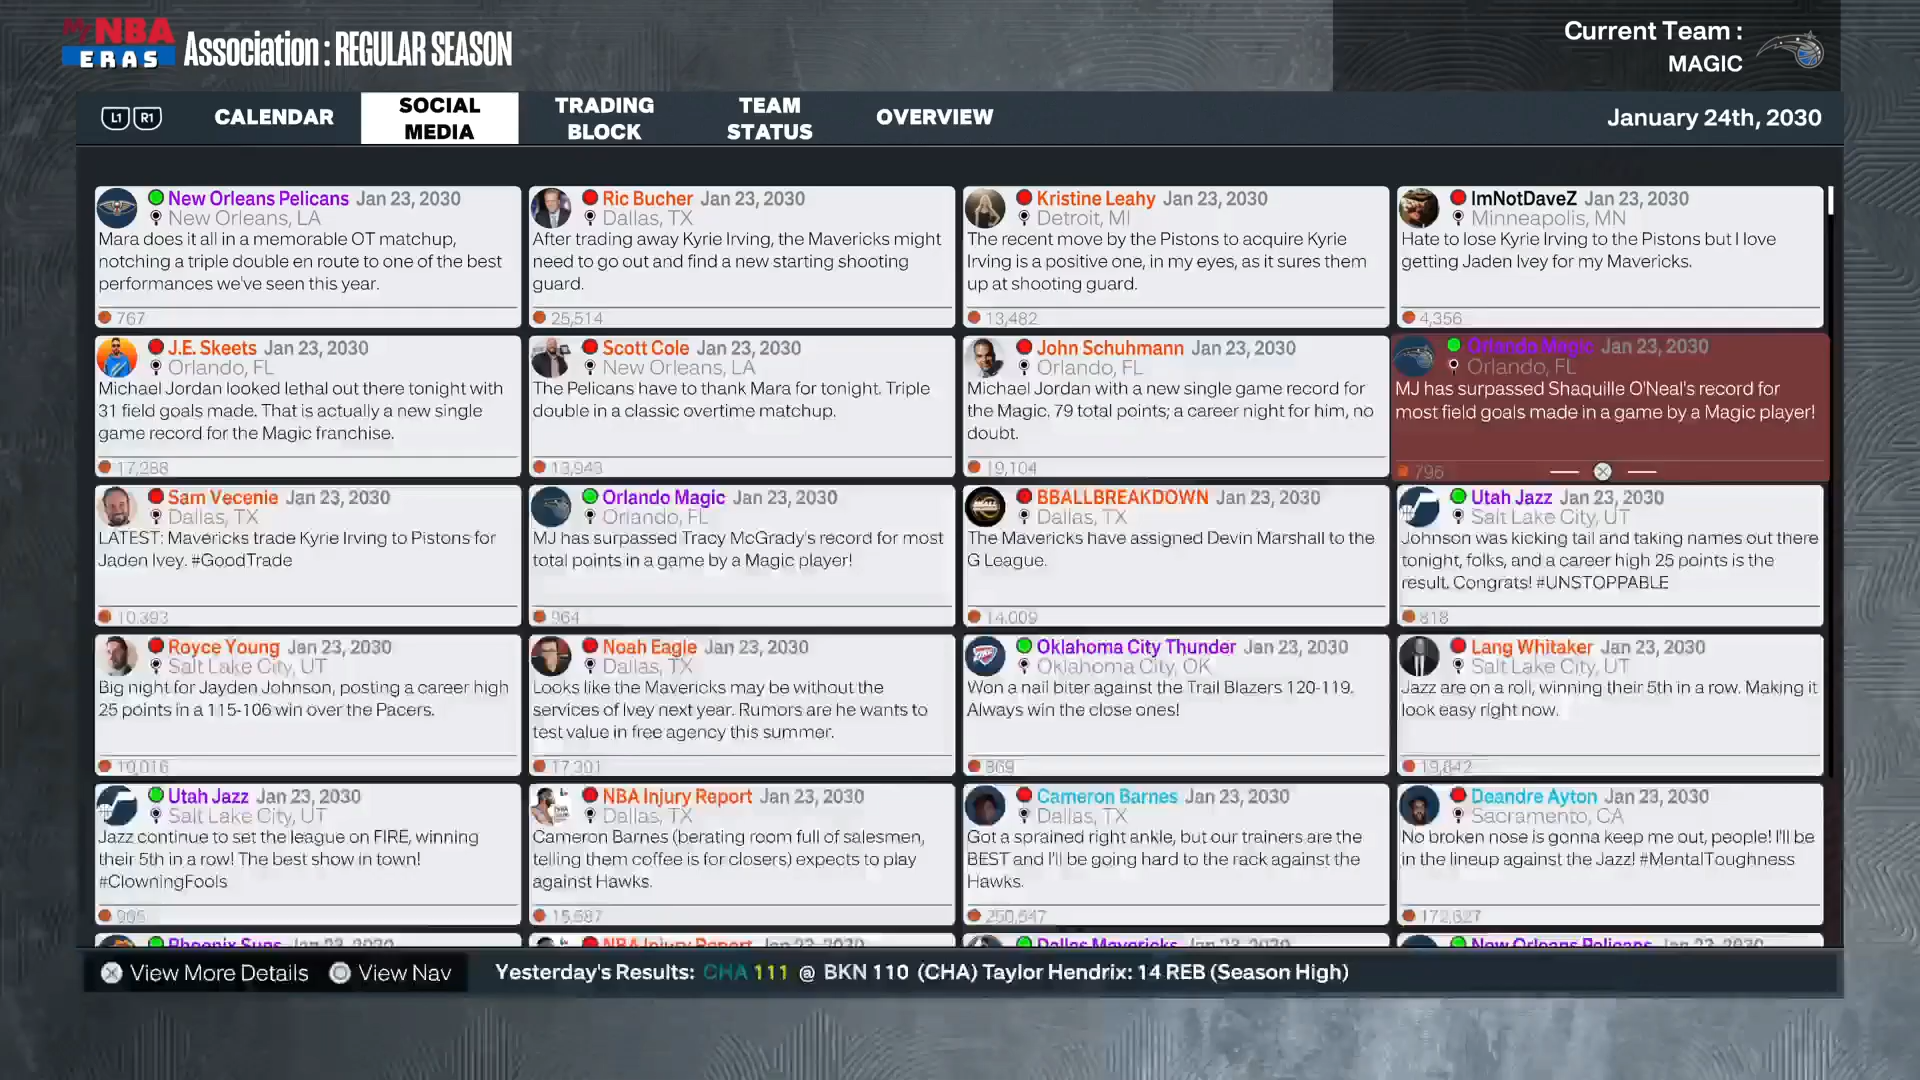 MyNBA
ERAS
Association : REGULAR SEASON
Current Team :
MAGIC
L1 R1
CALENDAR
SOCIAL
MEDIA
TRADING
BLOCK
TEAM
STATUS
OVERVIEW
January 24th, 2030
New Orleans Pelicans Jan 23, 2030
New Orleans, LA
Mara does it all in a memorable OT matchup,
notching a triple double en route to one of the best
performances we've seen this year.
767
Ric Bucher Jan 23, 2030
Dallas, TX
After trading away Kyrie Irving, the Mavericks might
need to go out and find a new starting shooting
guard.
25,514
Kristine Leahy Jan 23, 2030
Detroit, MI
The recent move by the Pistons to acquire Kyrie
Irving is a positive one, in my eyes, as it sures them
up at shooting guard.
13,482
ImNotDaveZ Jan 23, 2030
Minneapolis, MN
Hate to lose Kyrie Irving to the Pistons but I love
getting Jaden Ivey for my Mavericks.
4,356
J.E. Skeets Jan 23, 2030
Orlando, FL
Michael Jordan looked lethal out there tonight with
31 field goals made. That is actually a new single
game record for the Magic franchise.
17,288
Scott Cole Jan 23, 2030
New Orleans, LA
The Pelicans have to thank Mara for tonight. Triple
double in a classic overtime matchup.
13,943
John Schuhmann Jan 23, 2030
Orlando, FL
Michael Jordan with a new single game record for
the Magic. 79 total points; a career night for him, no
doubt.
19,104
Orlando Magic Jan 23, 2030
Orlando, FL
MJ has surpassed Shaquille O'Neal's record for
most field goals made in a game by a Magic player!
796
Sam Vecenie Jan 23, 2030
Dallas, TX
LATEST: Mavericks trade Kyrie Irving to Pistons for
Jaden Ivey. #GoodTrade
10,393
Orlando Magic Jan 23, 2030
Orlando, FL
MJ has surpassed Tracy McGrady's record for most
total points in a game by a Magic player!
964
BBALLBREAKDOWN Jan 23, 2030
Dallas, TX
The Mavericks have assigned Devin Marshall to the
G League.
14,009
Utah Jazz Jan 23, 2030
Salt Lake City, UT
Johnson was kicking tail and taking names out there
tonight, folks, and a career high 25 points is the
result. Congrats! #UNSTOPPABLE
818
Royce Young Jan 23, 2030
Salt Lake City, UT
Big night for Jayden Johnson, posting a career high
25 points in a 115-106 win over the Pacers.
10,016
Noah Eagle Jan 23, 2030
Dallas, TX
Looks like the Mavericks may be without the
services of Ivey next year. Rumors are he wants to
test value in free agency this summer.
17,301
Oklahoma City Thunder Jan 23, 2030
Oklahoma City, OK
Won a nail biter against the Trail Blazers 120-119.
Always win the close ones!
869
Lang Whitaker Jan 23, 2030
Salt Lake City, UT
Jazz are on a roll, winning their 5th in a row. Making it
look easy right now.
19,842
Utah Jazz Jan 23, 2030
Salt Lake City, UT
Jazz continue to set the league on FIRE, winning
their 5th in a row! The best show in town!
#ClowningFools
NBA Injury Report Jan 23, 2030
Dallas, TX
Cameron Barnes (berating room full of salesmen,
telling them coffee is for closers) expects to play
against Hawks.
15,687
Cameron Barnes Jan 23, 2030
Dallas, TX
Got a sprained right ankle, but our trainers are the
BEST and I'll be going hard to the rack against the
Hawks.
Deandre Ayton Jan 23, 2030
Sacramento, CA
No broken nose is gonna keep me out, people! I'll be
in the lineup against the Jazz! #MentalToughness
Phoenix Suns Jan 23, 2030
NBA Injury Report Jan 23, 2030
Dallas Mavericks Jan 23, 2030
New Orleans Pelicans Jan 23, 2030
View More Details View Nav
Yesterday's Results: CHA 111 @ BKN 110 (CHA) Taylor Hendrix: 14 REB (Season High)